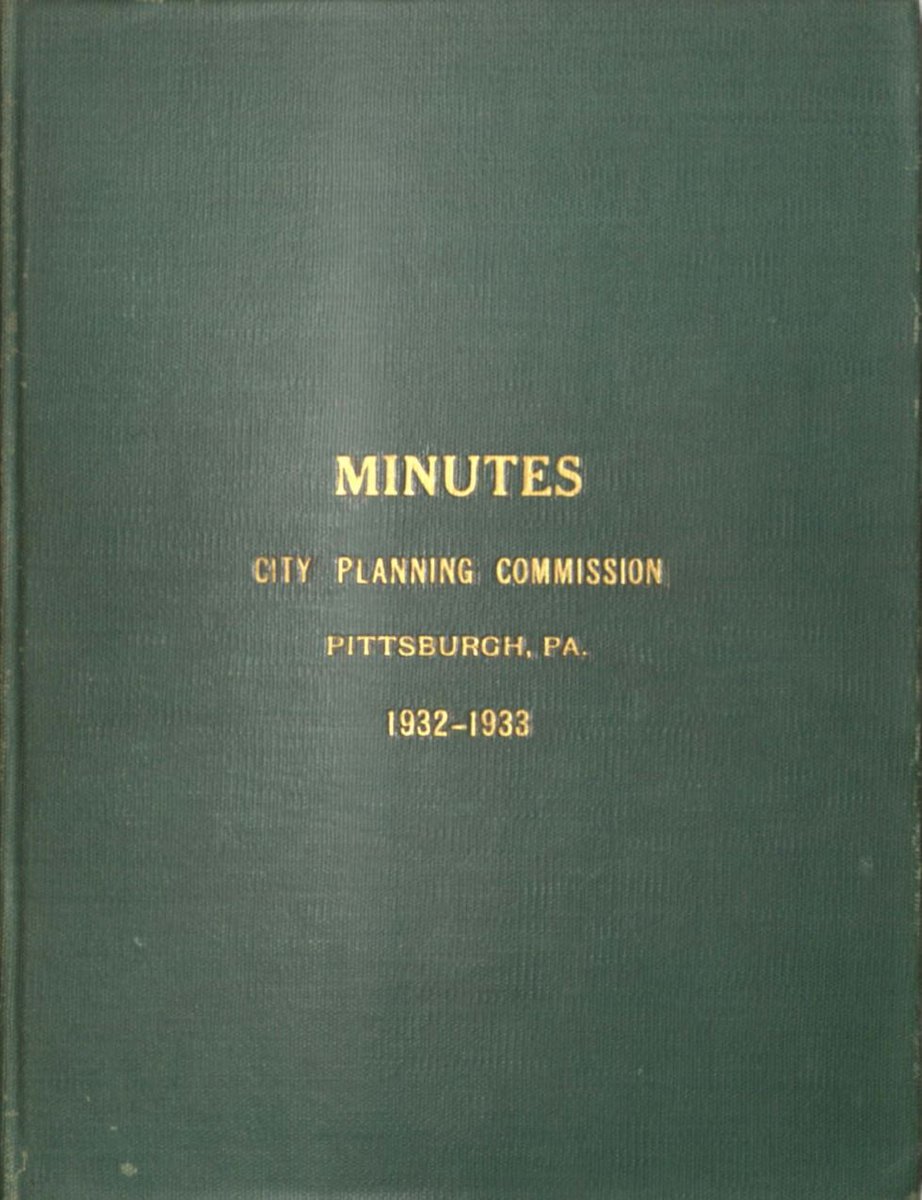 MINUTES
CITY PLANNING COMMISSION
PITTSBURGH, PA.
1932-1933